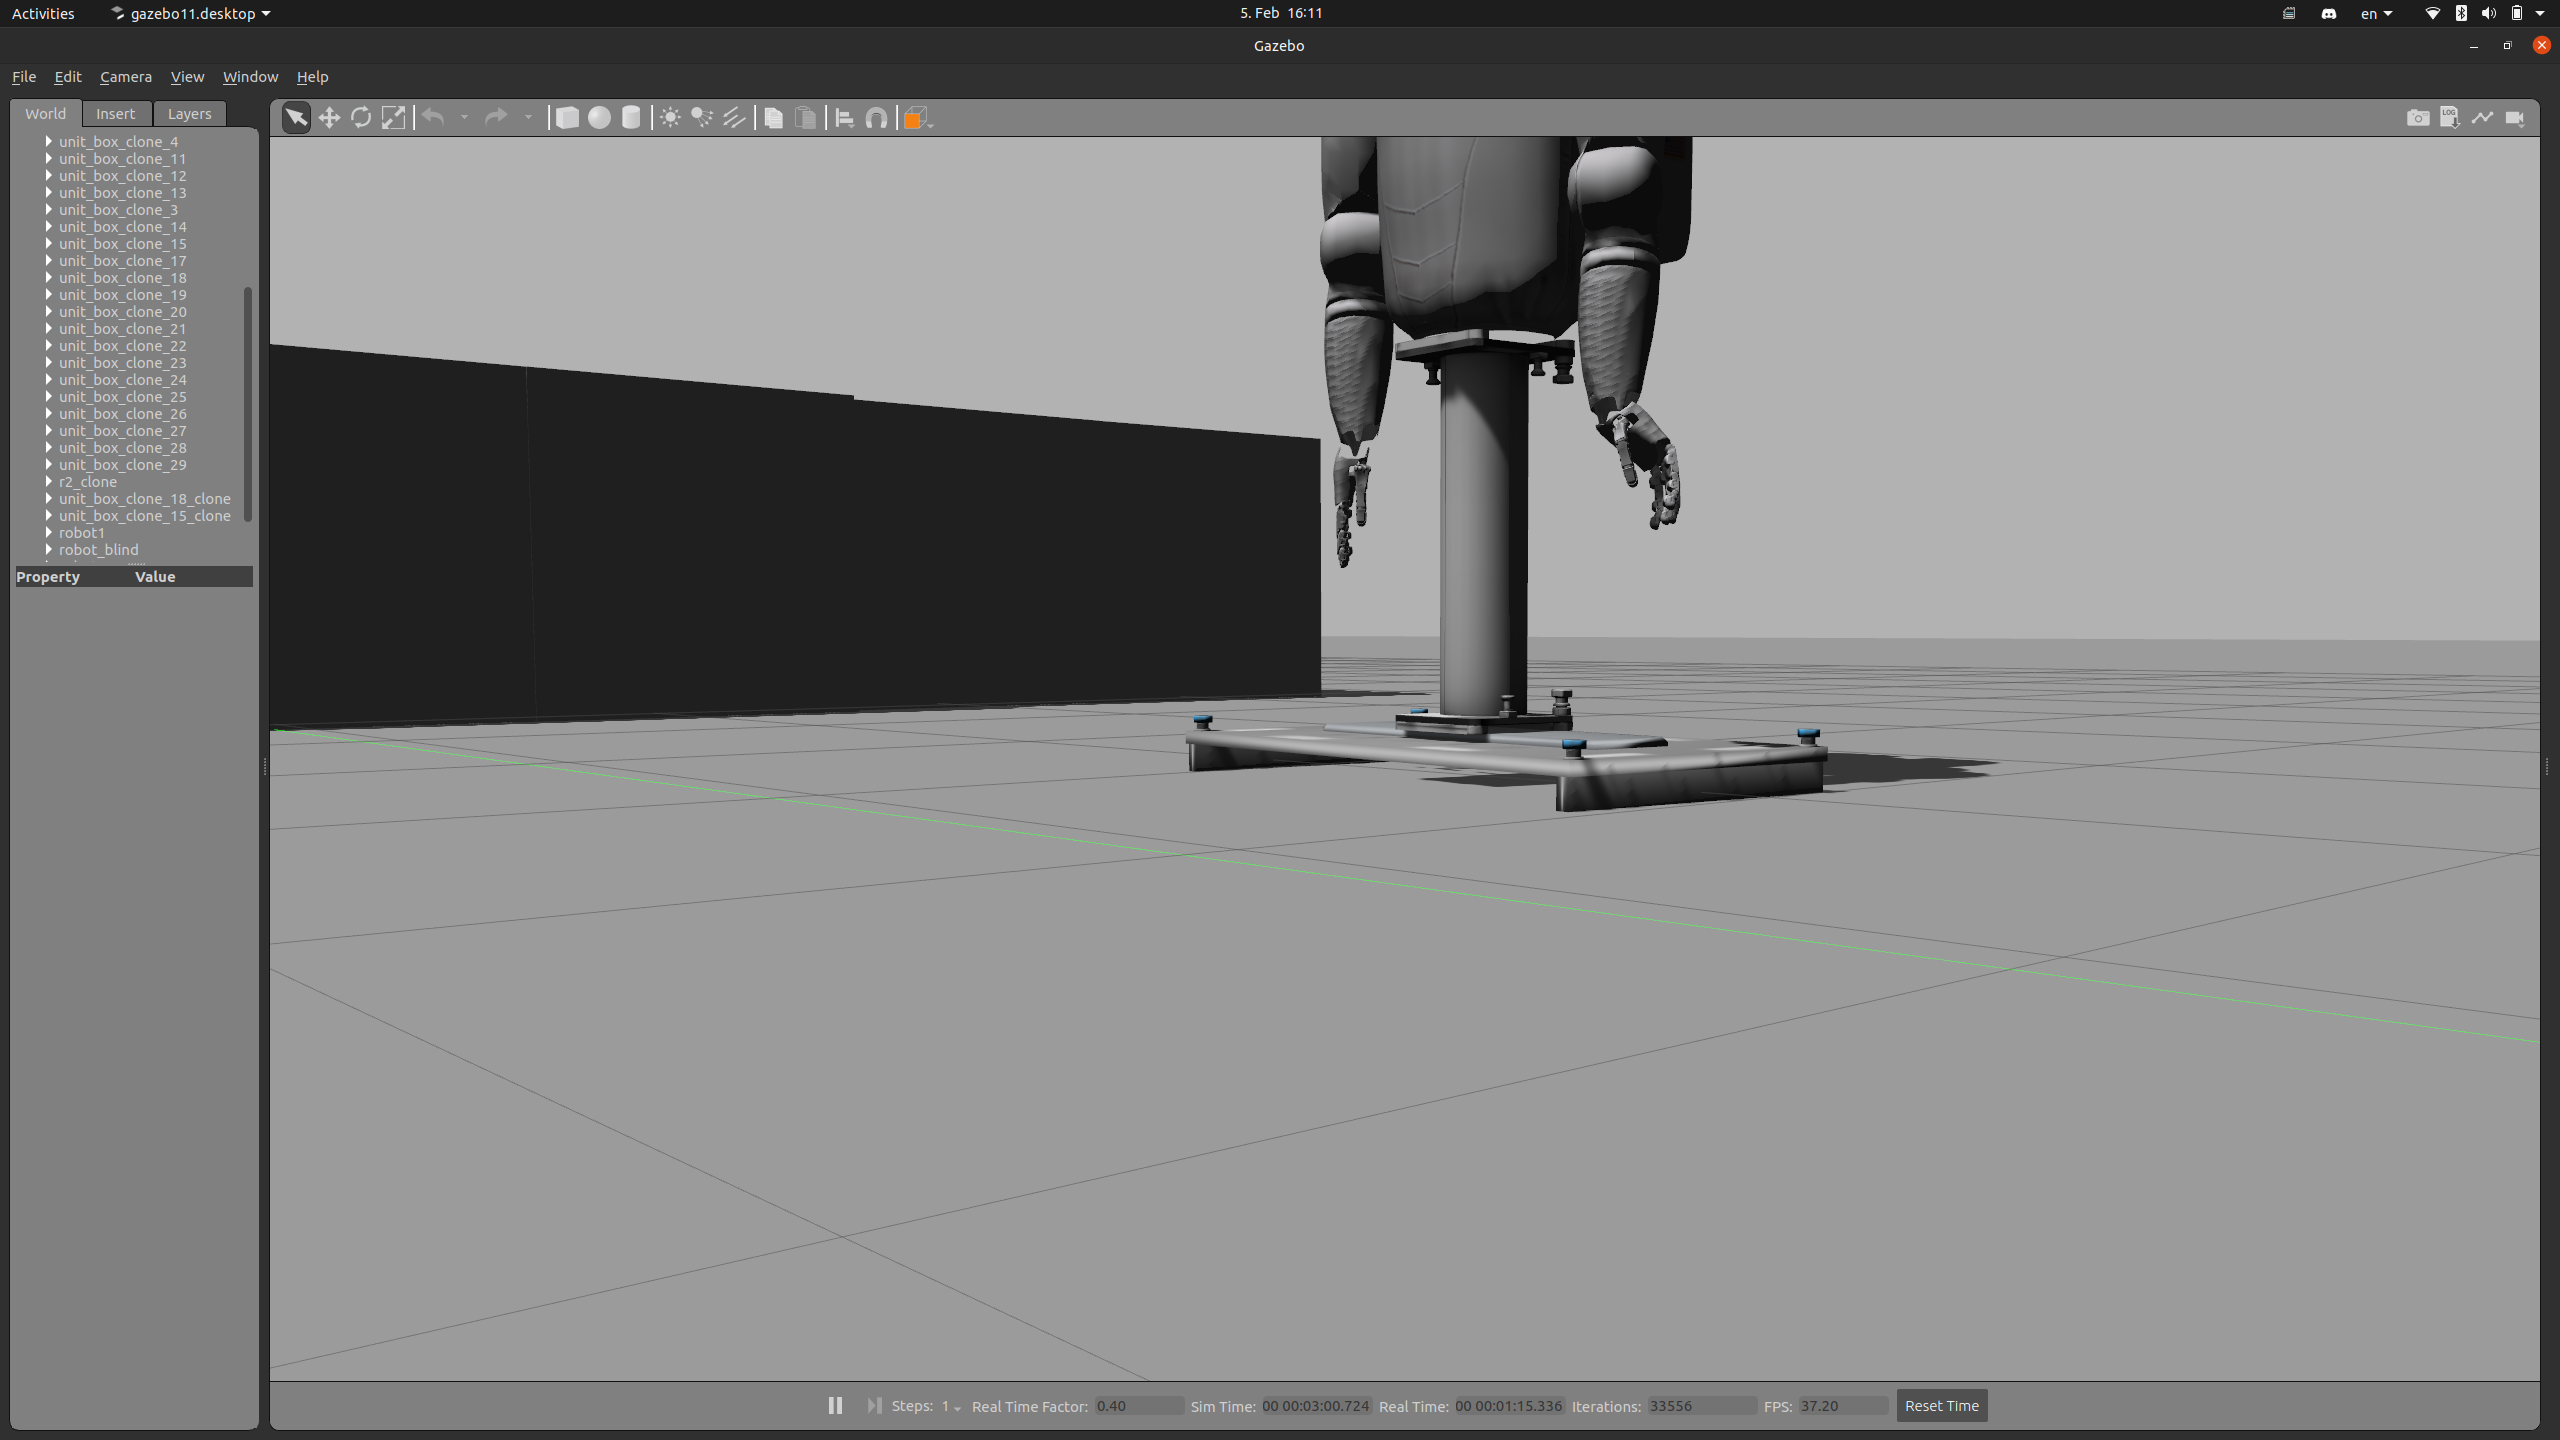 Activities gazebo11.desktop 5. Feb 16:11 en
Gazebo
File Edit Camera View Window Help
World Insert Layers
LOG
unit_box_clone_4
unit_box_clone_11
unit_box_clone_12
unit_box_clone_13
unit_box_clone_3
unit_box_clone_14
unit_box_clone_15
unit_box_clone_17
unit_box_clone_18
unit_box_clone_19
unit_box_clone_20
unit_box_clone_21
unit_box_clone_22
unit_box_clone_23
unit_box_clone_24
unit_box_clone_25
unit_box_clone_26
unit_box_clone_27
unit_box_clone_28
unit_box_clone_29
r2_clone
unit_box_clone_18_clone
unit_box_clone_15_clone
robot1
robot_blind
Property Value
Steps: 1 Real Time Factor: 0.40 Sim Time: 00 00:03:00.724 Real Time: 00 00:01:15.336 Iterations: 33556 FPS: 37.20 Reset Time